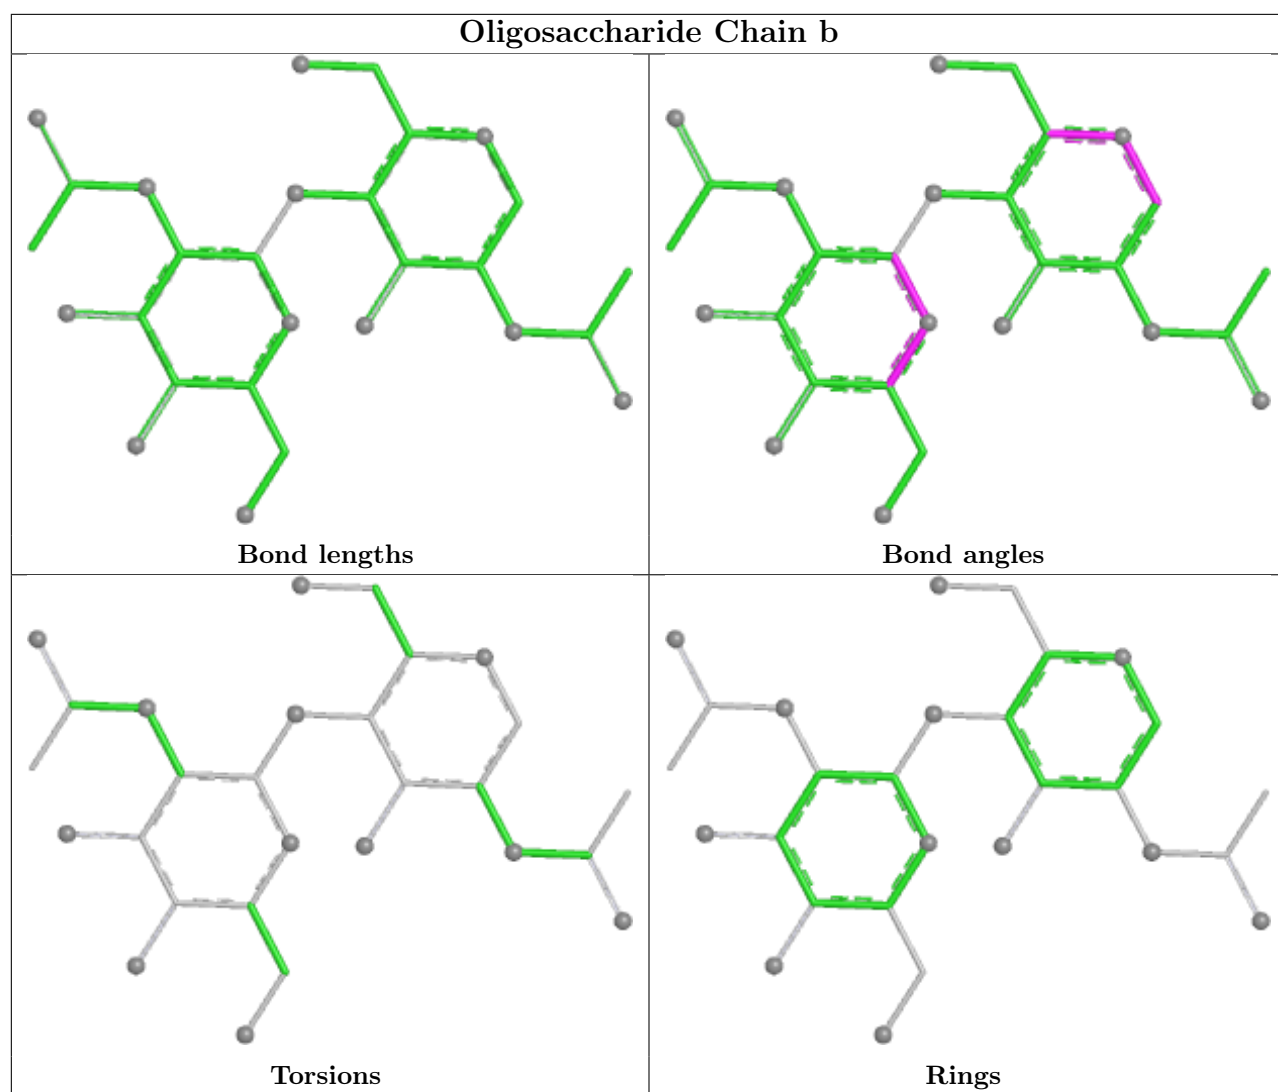 Oligosaccharide Chain b
Bond lengths
Bond angles
Torsions
Rings